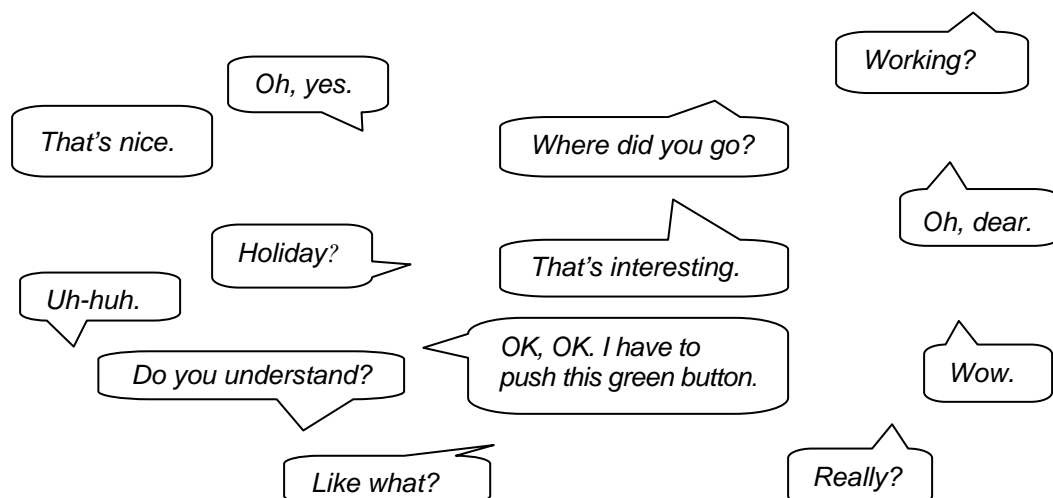 Working?
Oh, yes.
That's nice.
Where did you go?
Oh, dear.
Holiday?
That's interesting.
Uh-huh.
OK, OK. I have to
push this green button.
Do you understand?
Wow.
Like what?
Really?